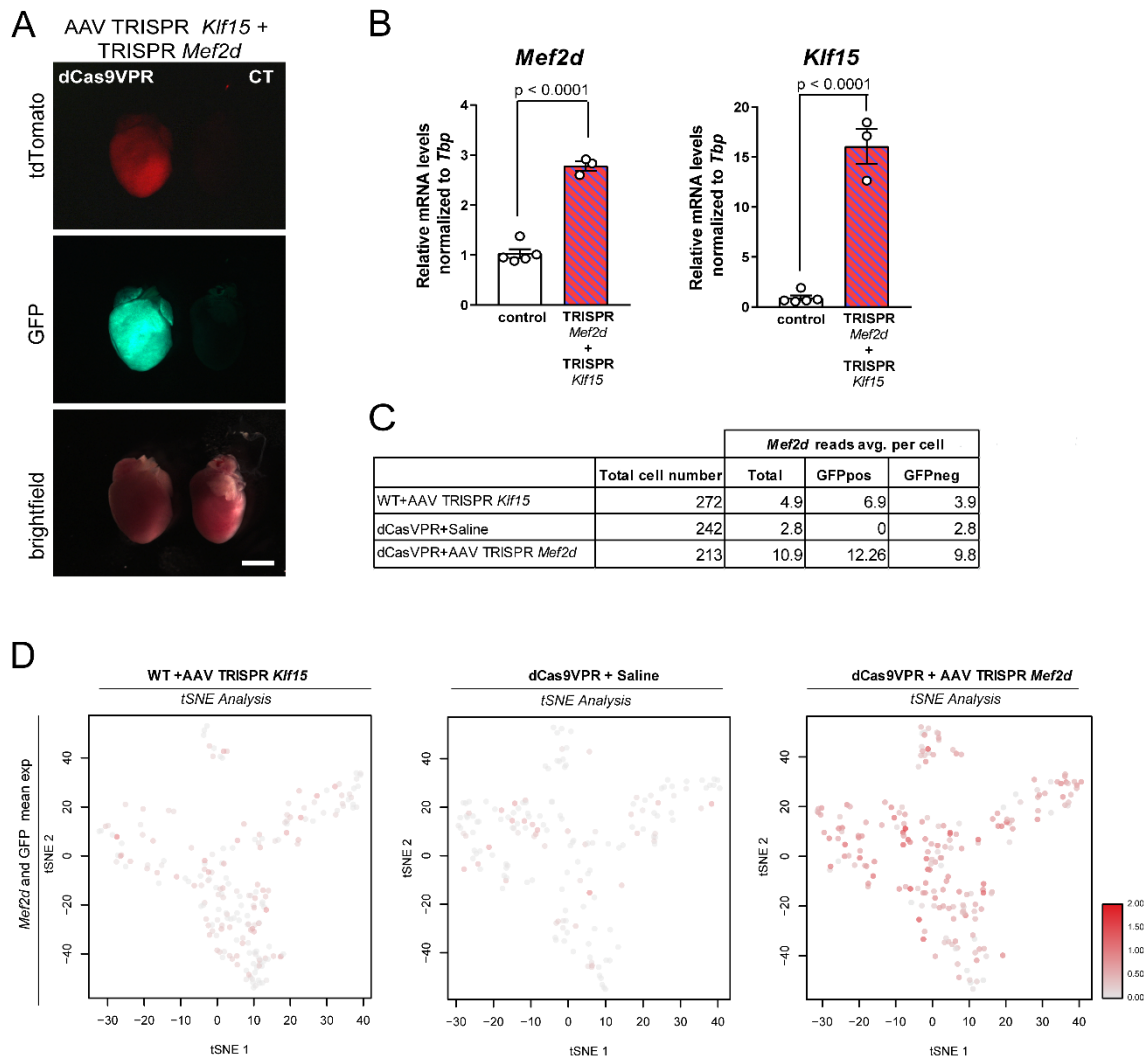 A
AAV TRISPR Klf15 +
TRISPR Mef2d
dCas9VPR CT
tdTomato
GFP
brightfield
B
Mef2d
p < 0.0001
Relative mRNA levels
normalized to Tbp
4
3
2
1
0
control
TRISPR
Mef2d
+
TRISPR
Klf15
Klf15
p < 0.0001
Relative mRNA levels
normalized to Tbp
20
15
10
5
0
control
TRISPR
Mef2d
+
TRISPR
Klf15
C
Mef2d reads avg. per cell
Total cell number Total GFPpos GFPneg
WT+AAV TRISPR Klf15 272 4.9 6.9 3.9
dCasVPR+Saline 242 2.8 0 2.8
dCasVPR+AAV TRISPR Mef2d 213 10.9 12.26 9.8
D
Mef2d and GFP mean exp
WT +AAV TRISPR Klf15
tSNE Analysis
tSNE 2
40
20
0
−20
−40
−30 −20 −10 0 10 20 30 40
tSNE 1
dCas9VPR + Saline
tSNE Analysis
tSNE 2
40
20
0
−20
−40
−30 −20 −10 0 10 20 30 40
tSNE 1
dCas9VPR + AAV TRISPR Mef2d
tSNE Analysis
tSNE 2
40
20
0
−20
−40
−30 −20 −10 0 10 20 30 40
tSNE 1
2.00
1.50
1.00
0.50
0.00